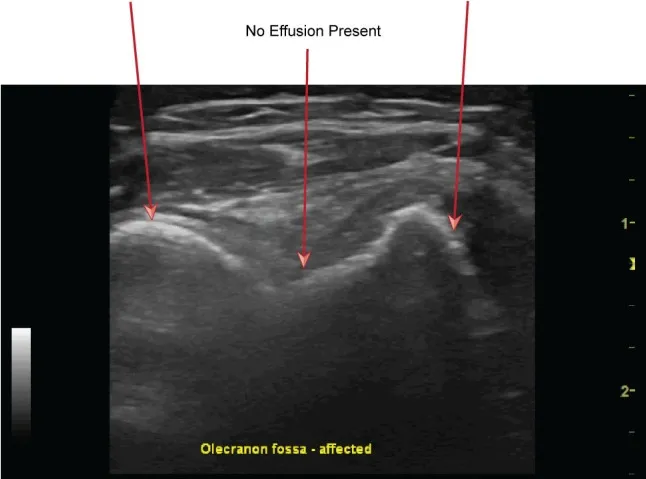 No Effusion Present
1-
2-
Olecranon fossa - affected